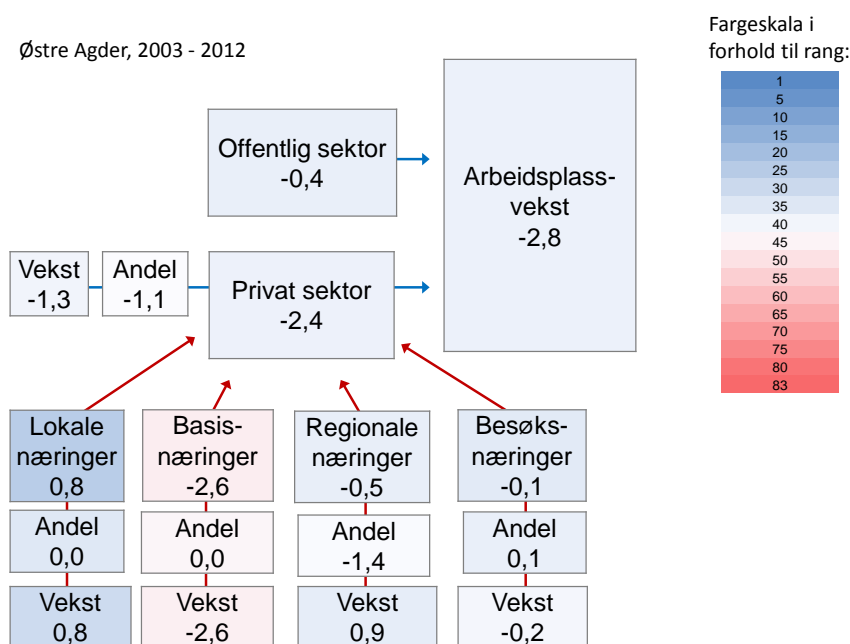 Østre Agder, 2003 - 2012
Fargeskala i
forhold til rang:
1
5
10
15
20
25
30
35
40
45
50
55
60
65
70
75
80
83
Offentlig sektor
-0,4
Arbeidsplass-
vekst
-2,8
Vekst
-1,3
Andel
-1,1
Privat sektor
-2,4
Lokale
næringer
0,8
Basis-
næringer
-2,6
Regionale
næringer
-0,5
Besøks-
næringer
-0,1
Andel
0,0
Andel
0,0
Andel
-1,4
Andel
0,1
Vekst
0,8
Vekst
-2,6
Vekst
0,9
Vekst
-0,2